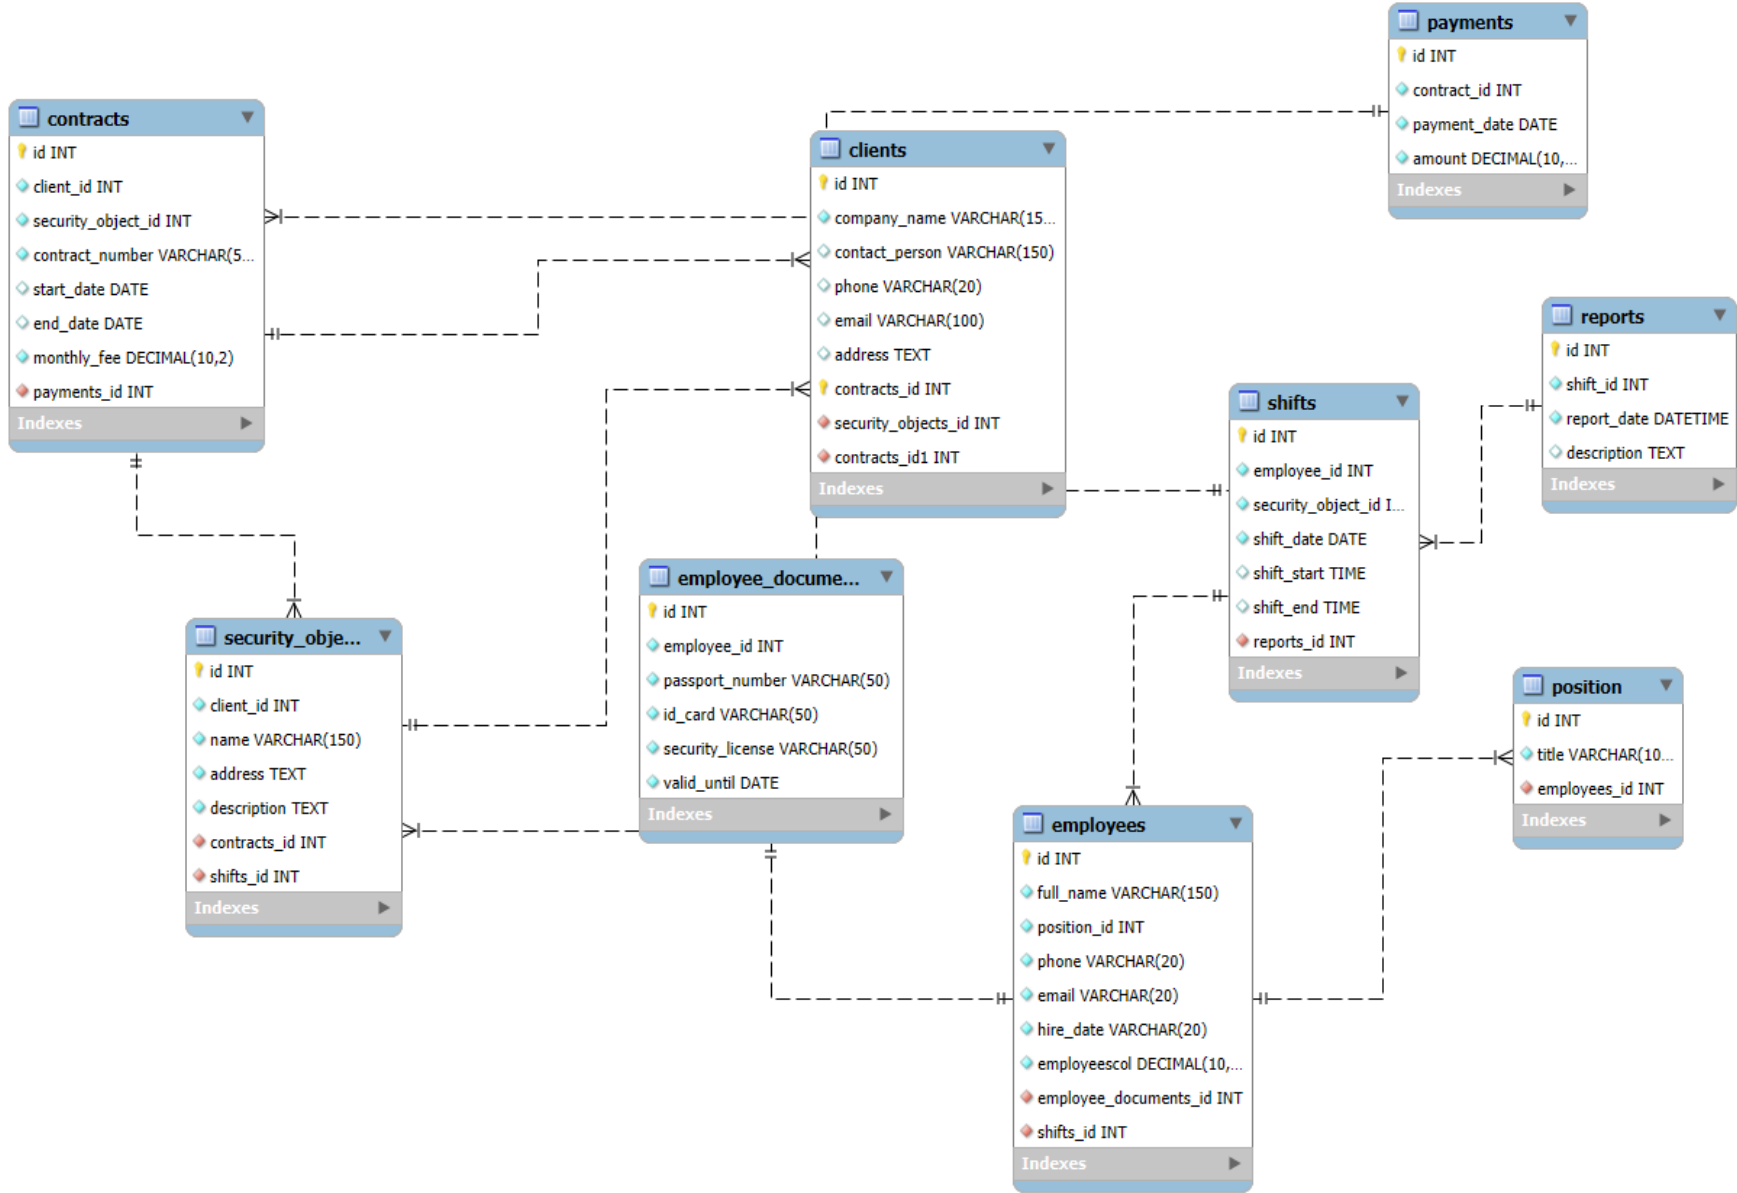 payments
id INT
contract_id INT
payment_date DATE
amount DECIMAL(10,...
Indexes
contracts
id INT
client_id INT
security_object_id INT
contract_number VARCHAR(5...
start_date DATE
end_date DATE
monthly_fee DECIMAL(10,2)
payments_id INT
Indexes
clients
id INT
company_name VARCHAR(15...
contact_person VARCHAR(150)
phone VARCHAR(20)
email VARCHAR(100)
address TEXT
contracts_id INT
security_objects_id INT
contracts_id1 INT
Indexes
reports
id INT
shift_id INT
report_date DATETIME
description TEXT
Indexes
shifts
id INT
employee_id INT
security_object_id I...
shift_date DATE
shift_start TIME
shift_end TIME
reports_id INT
Indexes
employee_docume...
id INT
employee_id INT
passport_number VARCHAR(50)
id_card VARCHAR(50)
security_license VARCHAR(50)
valid_until DATE
Indexes
security_obje...
id INT
client_id INT
name VARCHAR(150)
address TEXT
description TEXT
contracts_id INT
shifts_id INT
Indexes
position
id INT
title VARCHAR(10...
employees_id INT
Indexes
employees
id INT
full_name VARCHAR(150)
position_id INT
phone VARCHAR(20)
email VARCHAR(20)
hire_date VARCHAR(20)
employeescol DECIMAL(10,...
employee_documents_id INT
shifts_id INT
Indexes